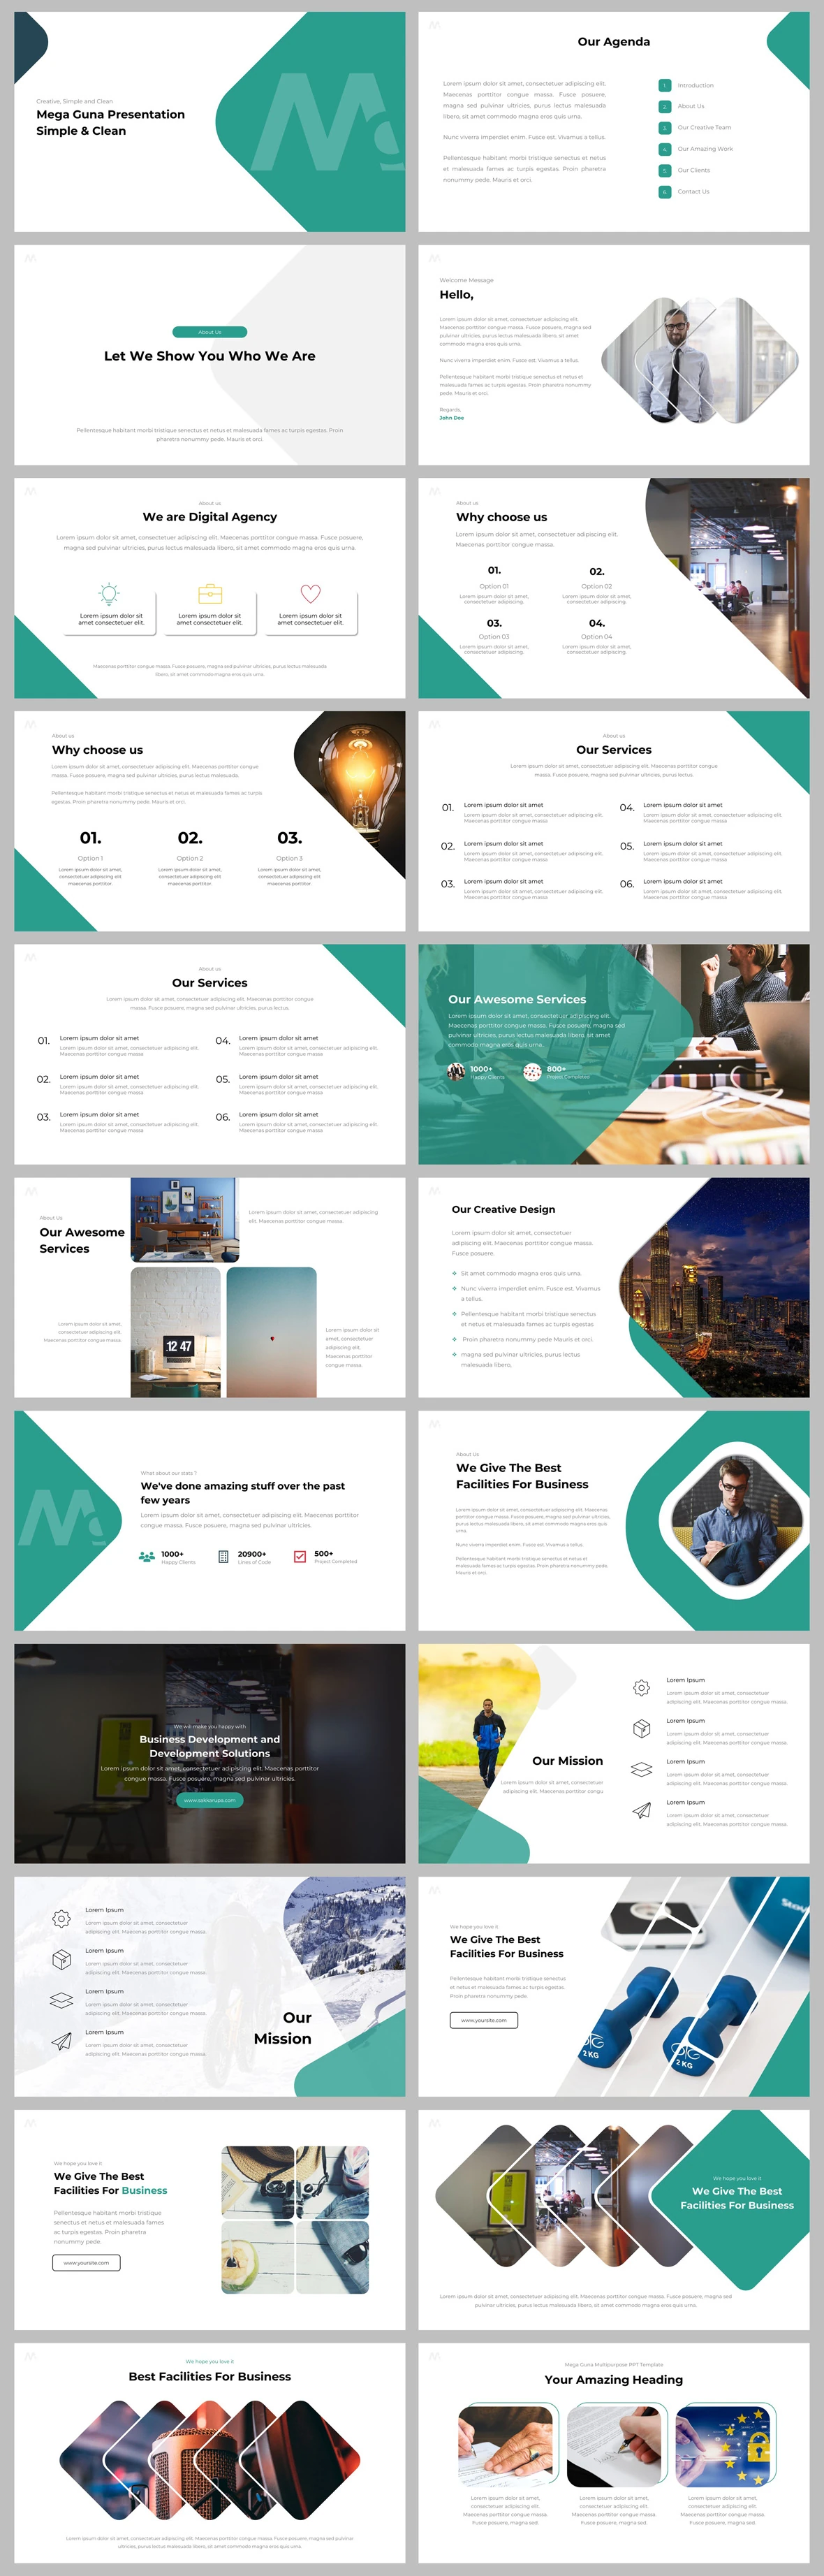 Creative, Simple and Clean
Mega Guna Presentation
Simple & Clean
Our Agenda
Lorem ipsum dolor sit amet, consectetuer adipiscing elit.
Maecenas porttitor congue massa. Fusce posuere,
magna sed pulvinar ultricies, purus lectus malesuada
libero, sit amet commodo magna eros quis urna.
Nunc viverra imperdiet enim. Fusce est. Vivamus a tellus.
Pellentesque habitant morbi tristique senectus et netus
et malesuada fames ac turpis egestas. Proin pharetra
nonummy pede. Mauris et orci.
1. Introduction
2. About Us
3. Our Creative Team
4. Our Amazing Work
5. Our Clients
6. Contact Us
About Us
Let We Show You Who We Are
Pellentesque habitant morbi tristique senectus et netus et malesuada fames ac turpis egestas. Proin
pharetra nonummy pede. Mauris et orci.
Welcome Message
Hello,
Lorem ipsum dolor sit amet, consectetuer adipiscing elit.
Maecenas porttitor congue massa. Fusce posuere, magna sed
pulvinar ultricies, purus lectus malesuada libero, sit amet
commodo magna eros quis urna.
Nunc viverra imperdiet enim. Fusce est. Vivamus a tellus.
Pellentesque habitant morbi tristique senectus et netus et
malesuada fames ac turpis egestas. Proin pharetra nonummy
pede. Mauris et orci.
Regards,
John Doe
About us
We are Digital Agency
Lorem ipsum dolor sit amet, consectetuer adipiscing elit. Maecenas porttitor congue massa. Fusce posuere,
magna sed pulvinar ultricies, purus lectus malesuada libero, sit amet commodo magna eros quis urna.
Lorem ipsum dolor sit
amet consectetuer elit.
Lorem ipsum dolor sit
amet consectetuer elit.
Lorem ipsum dolor sit
amet consectetuer elit.
Maecenas porttitor congue massa. Fusce posuere, magna sed pulvinar ultricies, purus lectus malesuada
libero, sit amet commodo magna eros quis urna.
About us
Why choose us
Lorem ipsum dolor sit amet, consectetuer adipiscing elit.
Maecenas porttitor congue massa.
01.
Option 01
Lorem ipsum dolor sit amet,
consectetuer adipiscing.
02.
Option 02
Lorem ipsum dolor sit amet,
consectetuer adipiscing.
03.
Option 03
Lorem ipsum dolor sit amet,
consectetuer adipiscing.
04.
Option 04
Lorem ipsum dolor sit amet,
consectetuer adipiscing.
About us
Why choose us
Lorem ipsum dolor sit amet, consectetuer adipiscing elit. Maecenas porttitor congue
massa. Fusce posuere, magna sed pulvinar ultricies, purus lectus malesuada.
Pellentesque habitant morbi tristique senectus et netus et malesuada fames ac turpis
egestas. Proin pharetra nonummy pede. Mauris et orci.
01.
Option 1
Lorem ipsum dolor sit amet,
consectetuer adipiscing elit
maecenas porttitor.
02.
Option 2
Lorem ipsum dolor sit amet,
consectetuer adipiscing elit
maecenas porttitor.
03.
Option 3
Lorem ipsum dolor sit amet,
consectetuer adipiscing elit
maecenas porttitor.
About us
Our Services
Lorem ipsum dolor sit amet, consectetuer adipiscing elit. Maecenas porttitor congue
massa. Fusce posuere, magna sed pulvinar ultricies, purus lectus.
01. Lorem ipsum dolor sit amet
Lorem ipsum dolor sit amet, consectetuer adipiscing elit.
Maecenas porttitor congue massa
02. Lorem ipsum dolor sit amet
Lorem ipsum dolor sit amet, consectetuer adipiscing elit.
Maecenas porttitor congue massa
03. Lorem ipsum dolor sit amet
Lorem ipsum dolor sit amet, consectetuer adipiscing elit.
Maecenas porttitor congue massa
04. Lorem ipsum dolor sit amet
Lorem ipsum dolor sit amet, consectetuer adipiscing elit.
Maecenas porttitor congue massa
05. Lorem ipsum dolor sit amet
Lorem ipsum dolor sit amet, consectetuer adipiscing elit.
Maecenas porttitor congue massa
06. Lorem ipsum dolor sit amet
Lorem ipsum dolor sit amet, consectetuer adipiscing elit.
Maecenas porttitor congue massa
About us
Our Services
Lorem ipsum dolor sit amet, consectetuer adipiscing elit. Maecenas porttitor congue
massa. Fusce posuere, magna sed pulvinar ultricies, purus lectus.
01. Lorem ipsum dolor sit amet
Lorem ipsum dolor sit amet, consectetuer adipiscing elit.
Maecenas porttitor congue massa
02. Lorem ipsum dolor sit amet
Lorem ipsum dolor sit amet, consectetuer adipiscing elit.
Maecenas porttitor congue massa
03. Lorem ipsum dolor sit amet
Lorem ipsum dolor sit amet, consectetuer adipiscing elit.
Maecenas porttitor congue massa
04. Lorem ipsum dolor sit amet
Lorem ipsum dolor sit amet, consectetuer adipiscing elit.
Maecenas porttitor congue massa
05. Lorem ipsum dolor sit amet
Lorem ipsum dolor sit amet, consectetuer adipiscing elit.
Maecenas porttitor congue massa
06. Lorem ipsum dolor sit amet
Lorem ipsum dolor sit amet, consectetuer adipiscing elit.
Maecenas porttitor congue massa
Our Awesome Services
Lorem ipsum dolor sit amet, consectetuer adipiscing elit.
Maecenas porttitor congue massa. Fusce posuere, magna sed
pulvinar ultricies, purus lectus malesuada libero, sit amet
commodo magna eros quis urna.
1000+
Happy Clients
800+
Project Completed
About Us
Our Awesome
Services
Lorem ipsum dolor sit amet, consectetuer adipiscing
elit. Maecenas porttitor congue massa.
Lorem ipsum dolor sit amet,
consectetuer adipiscing elit.
Maecenas porttitor congue massa.
12 47
Lorem ipsum dolor sit
amet, consectetuer
adipiscing elit.
Maecenas porttitor
congue massa.
Our Creative Design
Lorem ipsum dolor sit amet, consectetuer
adipiscing elit. Maecenas porttitor congue massa.
Fusce posuere.
Sit amet commodo magna eros quis urna.
Nunc viverra imperdiet enim. Fusce est. Vivamus
a tellus.
Pellentesque habitant morbi tristique senectus
et netus et malesuada fames ac turpis egestas
Proin pharetra nonummy pede Mauris et orci.
magna sed pulvinar ultricies, purus lectus
malesuada libero,
What about our stats ?
We've done amazing stuff over the past
few years
Lorem ipsum dolor sit amet, consectetuer adipiscing elit. Maecenas porttitor
congue massa. Fusce posuere, magna sed pulvinar ultricies.
1000+
Happy Clients
20900+
Lines of Code
500+
Project Completed
About Us
We Give The Best
Facilities For Business
Lorem ipsum dolor sit amet, consectetuer adipiscing elit. Maecenas
porttitor congue massa. Fusce posuere, magna sed pulvinar ultricies,
purus lectus malesuada libero, sit amet commodo magna eros quis
urna.
Nunc viverra imperdiet enim. Fusce est. Vivamus a tellus.
Pellentesque habitant morbi tristique senectus et netus et
malesuada fames ac turpis egestas. Proin pharetra nonummy pede.
Mauris et orci.
We will make you happy with
Business Development and
Development Solutions
Lorem ipsum dolor sit amet, consectetuer adipiscing elit. Maecenas porttitor
congue massa. Fusce posuere, magna sed pulvinar ultricies.
Our Mission
Lorem ipsum dolor sit amet, consectetuer
adipiscing elit. Maecenas porttitor congu
Lorem Ipsum
Lorem ipsum dolor sit amet, consectetuer
adipiscing elit. Maecenas porttitor congue massa.
Lorem Ipsum
Lorem ipsum dolor sit amet, consectetuer
adipiscing elit. Maecenas porttitor congue massa.
Lorem Ipsum
Lorem ipsum dolor sit amet, consectetuer
adipiscing elit. Maecenas porttitor congue massa.
Lorem Ipsum
Lorem ipsum dolor sit amet, consectetuer
adipiscing elit. Maecenas porttitor congue massa.
Lorem Ipsum
Lorem ipsum dolor sit amet, consectetuer
adipiscing elit. Maecenas porttitor congue massa.
Lorem Ipsum
Lorem ipsum dolor sit amet, consectetuer
adipiscing elit. Maecenas porttitor congue massa.
Lorem Ipsum
Lorem ipsum dolor sit amet, consectetuer
adipiscing elit. Maecenas porttitor congue massa.
Lorem Ipsum
Lorem ipsum dolor sit amet, consectetuer
adipiscing elit. Maecenas porttitor congue massa.
Our
Mission
We hope you love it
We Give The Best
Facilities For Business
Pellentesque habitant morbi tristique senectus
et netus et malesuada fames ac turpis egestas.
Proin pharetra nonummy pede.
www.yoursite.com
2 KG
2 KG
We hope you love it
We Give The Best
Facilities For Business
Pellentesque habitant morbi tristique
senectus et netus et malesuada fames
ac turpis egestas. Proin pharetra
nonummy pede.
www.yoursite.com
We hope you love it
We Give The Best
Facilities For Business
Lorem ipsum dolor sit amet, consectetuer adipiscing elit. Maecenas porttitor congue massa. Fusce posuere, magna sed
pulvinar ultricies, purus lectus malesuada libero, sit amet commodo magna eros quis urna.
We hope you love it
Best Facilities For Business
Lorem ipsum dolor sit amet, consectetuer adipiscing elit. Maecenas porttitor congue massa. Fusce posuere, magna sed pulvinar
ultricies, purus lectus malesuada libero, sit amet commodo magna eros quis urna.
Mega Guna Multipurpose PPT Template
Your Amazing Heading
Lorem ipsum dolor sit amet,
consectetuer adipiscing elit.
Maecenas porttitor congue massa.
Fusce posuere, magna sed.
Lorem ipsum dolor sit amet,
consectetuer adipiscing elit.
Maecenas porttitor congue massa.
Fusce posuere, magna sed.
Lorem ipsum dolor sit amet,
consectetuer adipiscing elit.
Maecenas porttitor congue massa.
Fusce posuere, magna sed.